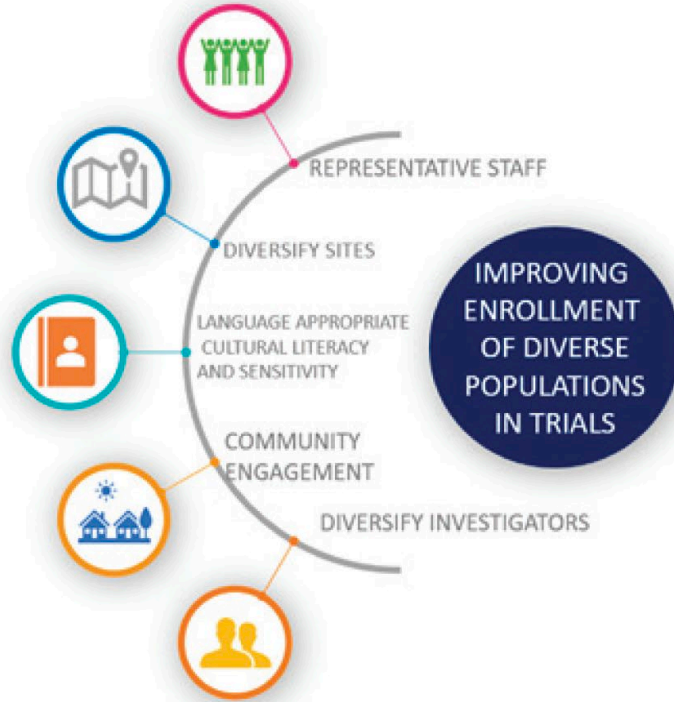 REPRESENTATIVE STAFF
DIVERSIFY SITES
LANGUAGE APPROPRIATE
CULTURAL LITERACY
AND SENSITIVITY
COMMUNITY
ENGAGEMENT
DIVERSIFY INVESTIGATORS
IMPROVING
ENROLLMENT
OF DIVERSE
POPULATIONS
IN TRIALS